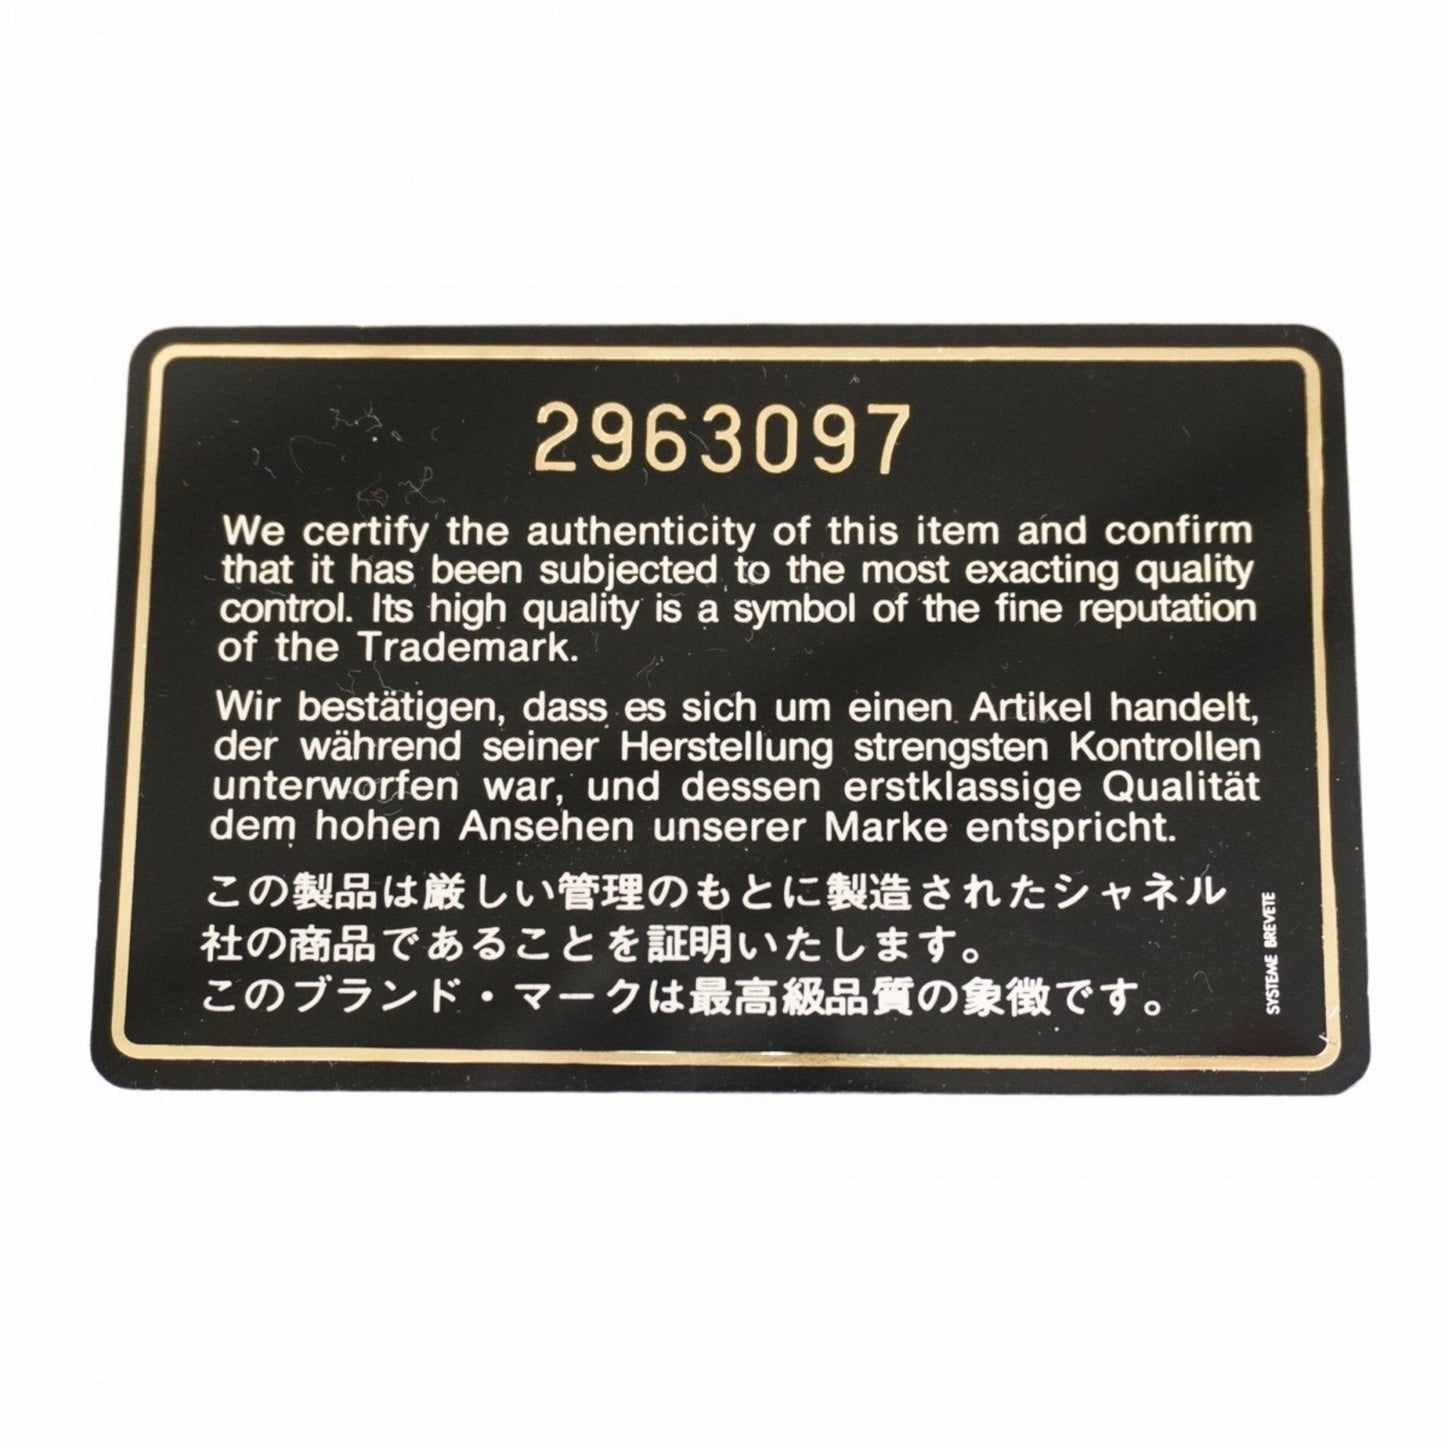 2963097
We certify the authenticity of this item and confirm
that it has been subjected to the most exacting quality
control. Its high quality is a symbol of the fine reputation
of the Trademark.
Wir bestätigen, dass es sich um einen Artikel handelt,
der während seiner Herstellung strengsten Kontrollen
unterworfen war, und dessen erstklassige Qualität
dem hohen Ansehen unserer Marke entspricht.
この製品は厳しい管理のもとに製造されたシャネル
社の商品であることを証明いたします。
このブランド・マークは最高級品質の象徴です。
SYSTEME BREVETE